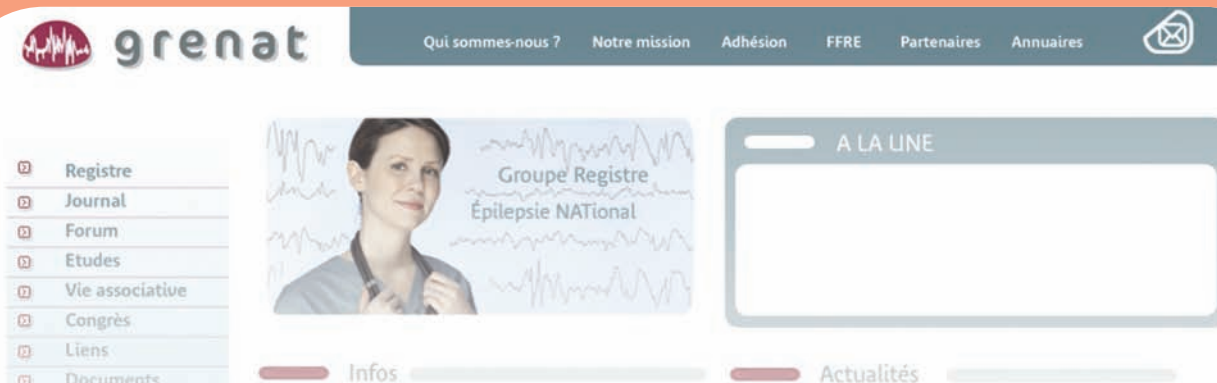 grenat
Qui sommes-nous ? Notre mission Adhésion FFRE Partenaires Annuaires
Registre
Journal
Forum
Etudes
Vie associative
Congrès
Liens
Documents
Groupe Registre
Épilepsie NATional
A LA UNE
Infos
Actualités